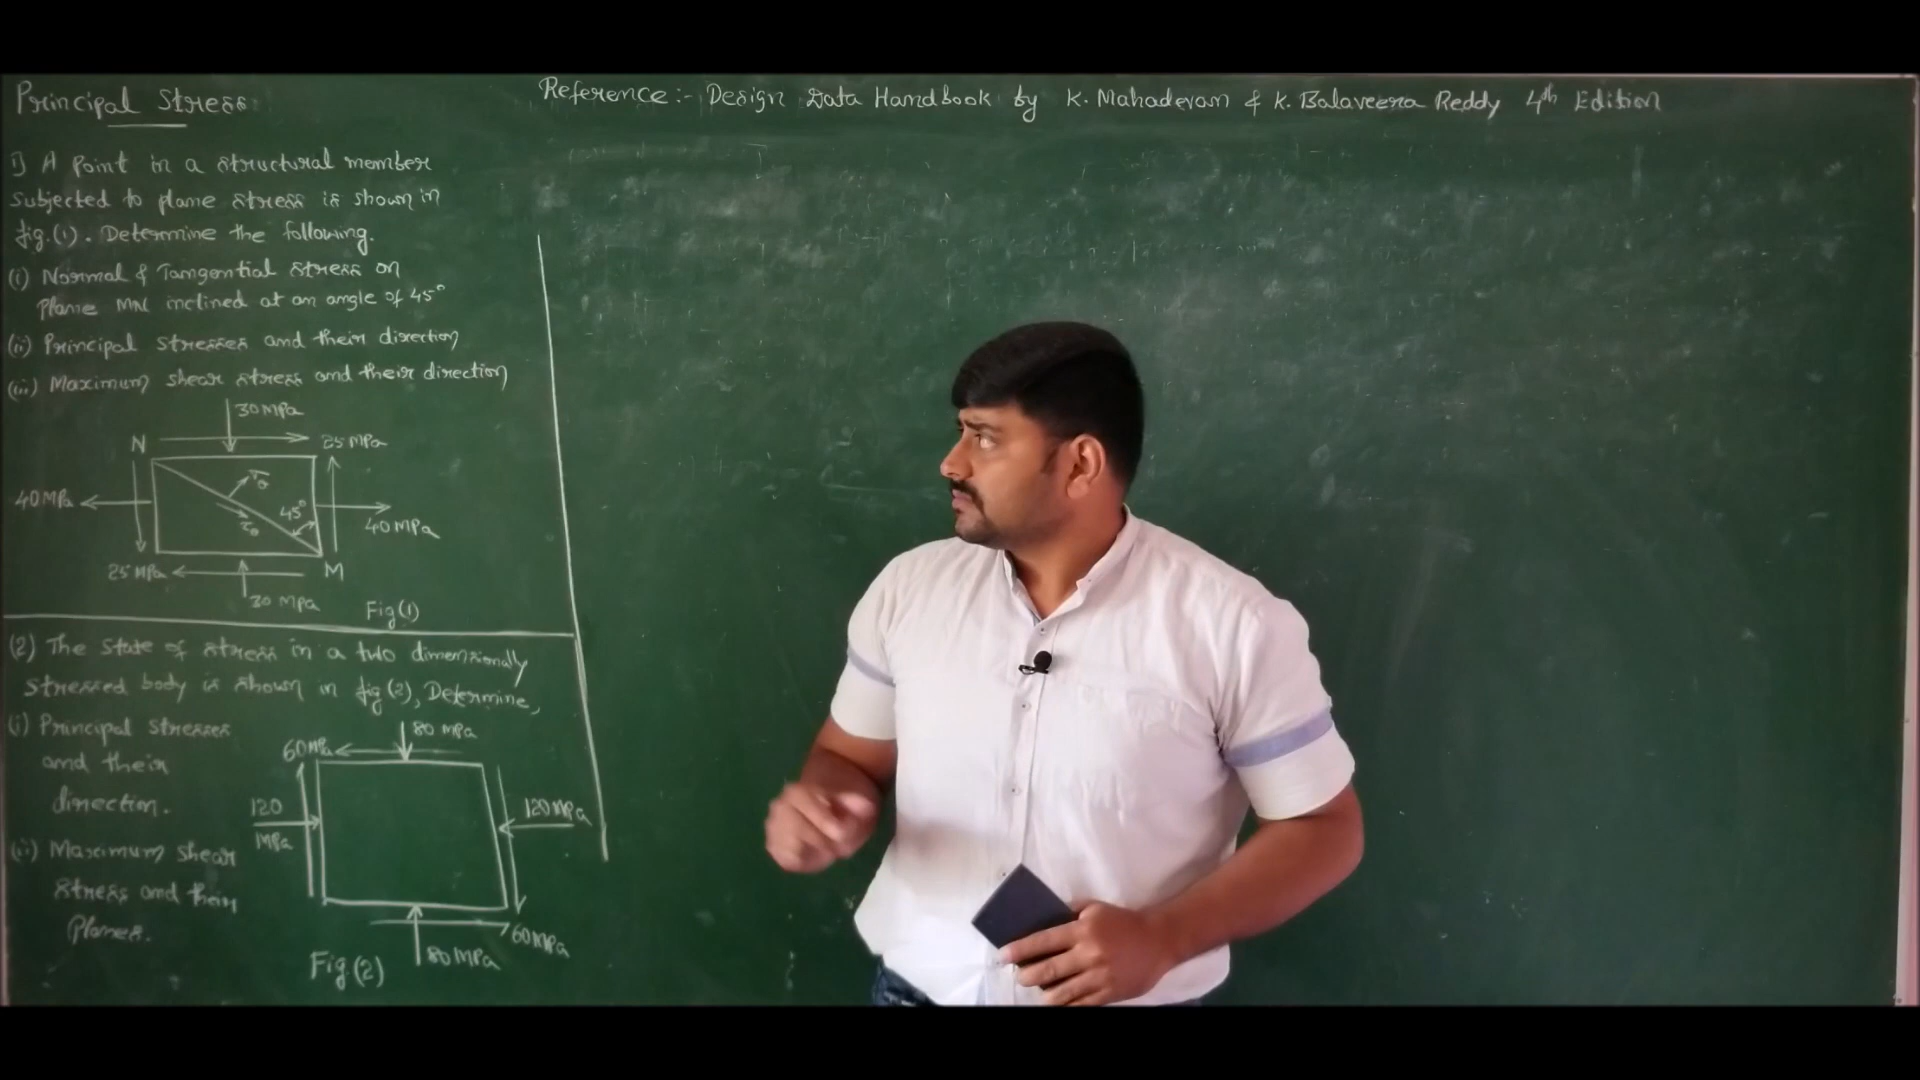 Principal Stress:
Reference:- Design Data Handbook by K. Mahadevan & K. Balaveera Reddy 4th Edition
1) A Point in a structural member
subjected to plane stress is shown in
fig.(1). Determine the following.
(i) Normal & Tangential stress on
Plane MN inclined at an angle of 45°
(ii) Principal stresses and their direction
(iii) Maximum shear stress and their direction
30 MPa
N
25 MPa
σθ
40 MPa
45°
τθ
40 MPa
25 MPa
M
30 MPa
Fig(1)
(2) The State of stress in a two dimensionally
stressed body is shown in fig(2), Determine,
(i) Principal stresses
and their
direction.
(ii) Maximum shear
stress and their
Planes.
80 MPa
60 MPa
120
MPa
120 MPa
60 MPa
80 MPa
Fig.(2)